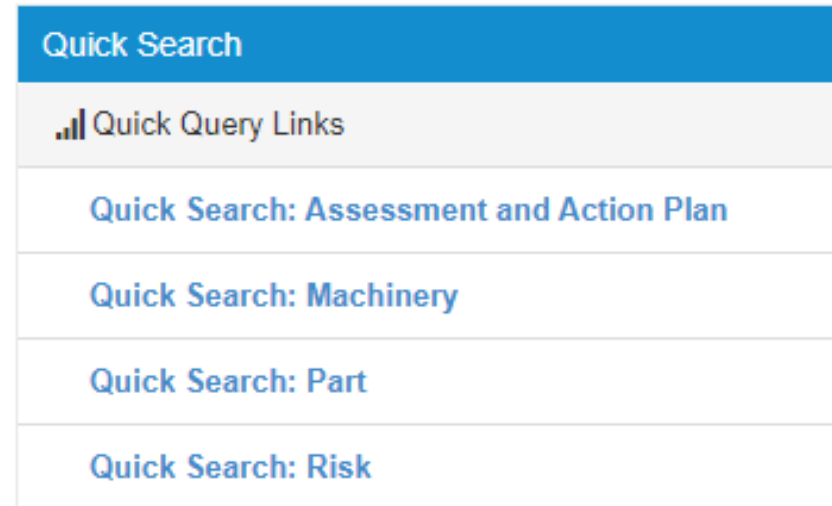 Quick Search
Quick Query Links
Quick Search: Assessment and Action Plan
Quick Search: Machinery
Quick Search: Part
Quick Search: Risk